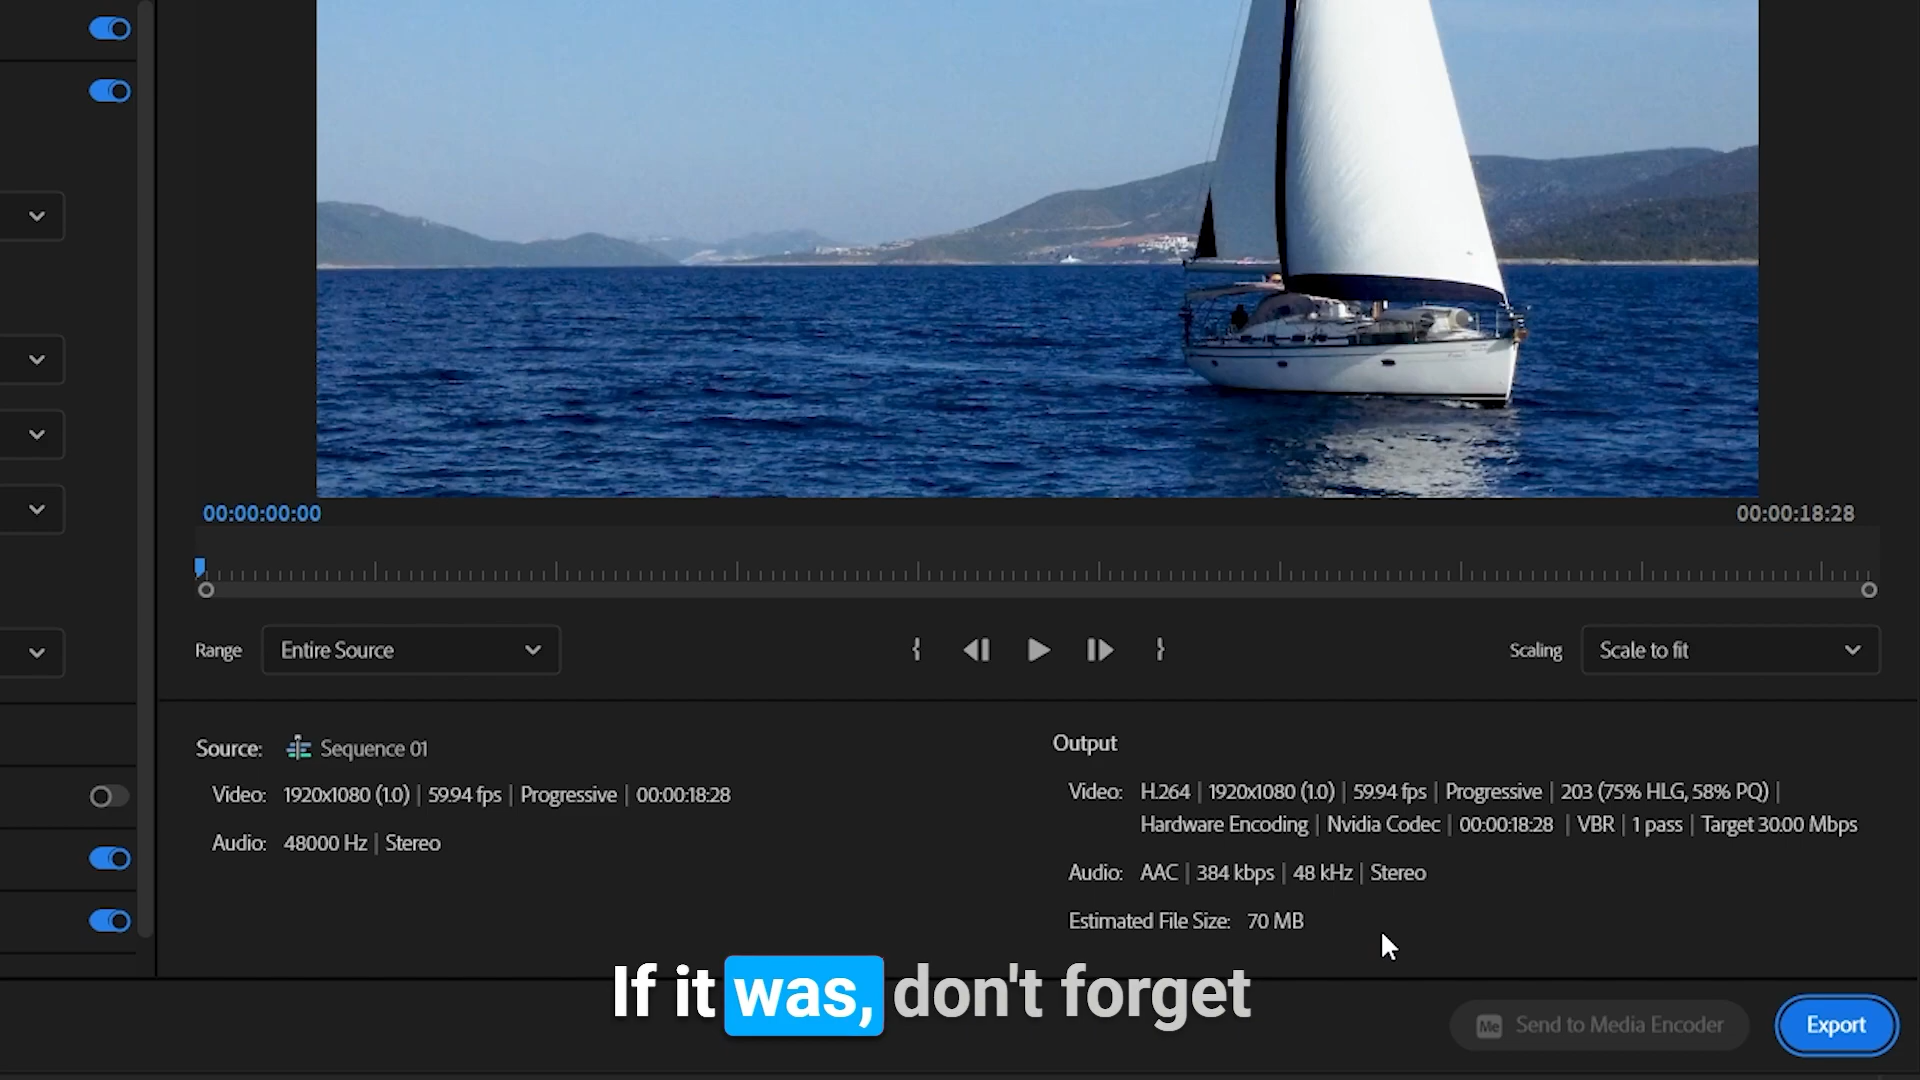 00:00:00:00
00:00:18:28
Range
Entire Source
Scaling
Scale to fit
Source: Sequence 01
Video: 1920x1080 (1.0) | 59.94 fps | Progressive | 00:00:18:28
Audio: 48000 Hz | Stereo
Output
Video: H.264 | 1920x1080 (1.0) | 59.94 fps | Progressive | 203 (75% HLG, 58% PQ) |
Hardware Encoding | Nvidia Codec | 00:00:18:28 | VBR | 1 pass | Target 30.00 Mbps
Audio: AAC | 384 kbps | 48 kHz | Stereo
Estimated File Size: 70 MB
If it was, don't forget
Me Send to Media Encoder
Export